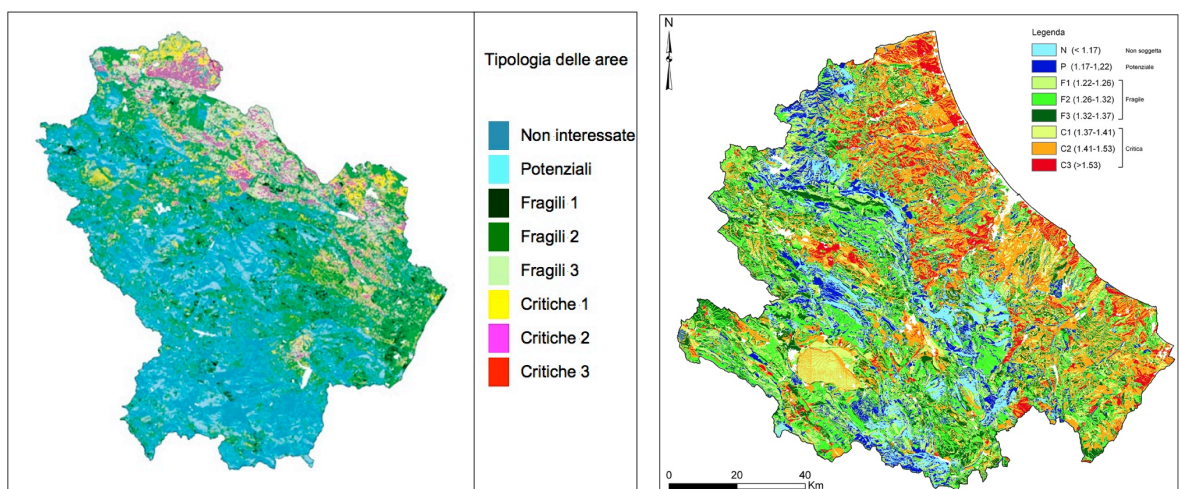 Tipologia delle aree
Non interessate
Potenziali
Fragili 1
Fragili 2
Fragili 3
Critiche 1
Critiche 2
Critiche 3
N
Legenda
N (< 1.17) Non soggetta
P (1.17-1,22) Potenziale
F1 (1.22-1.26)
F2 (1.26-1.32) Fragile
F3 (1.32-1.37)
C1 (1.37-1.41)
C2 (1.41-1.53) Critica
C3 (>1.53)
0 20 40
Km